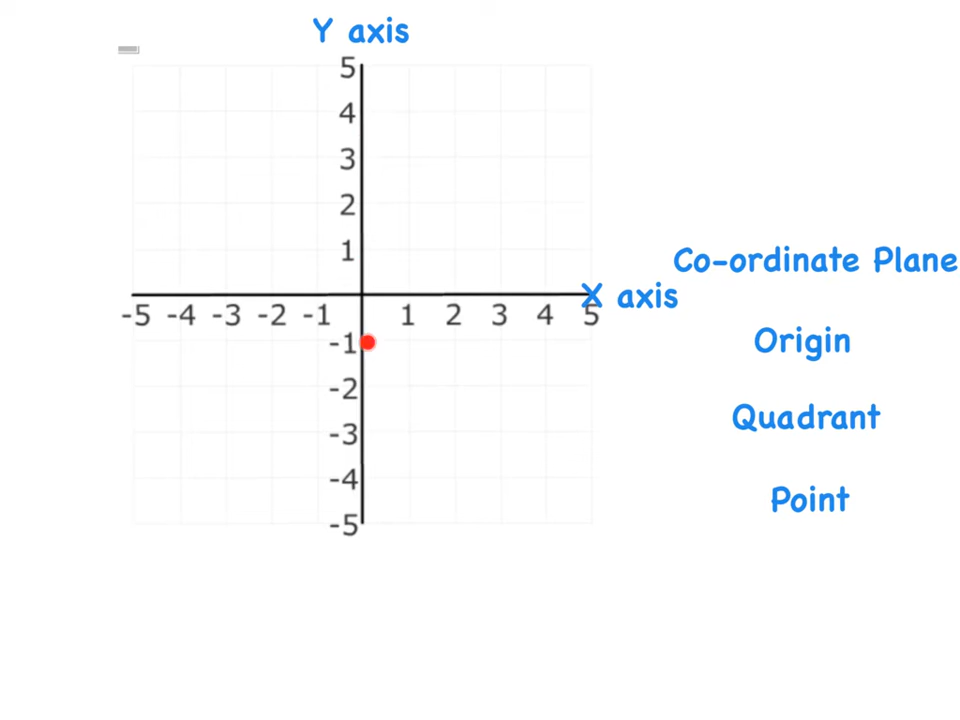 Y axis
5
4
3
2
1
Co-ordinate Plane
X axis
-5 -4 -3 -2 -1 1 2 3 4 5
-1
Origin
-2
Quadrant
-3
-4
Point
-5